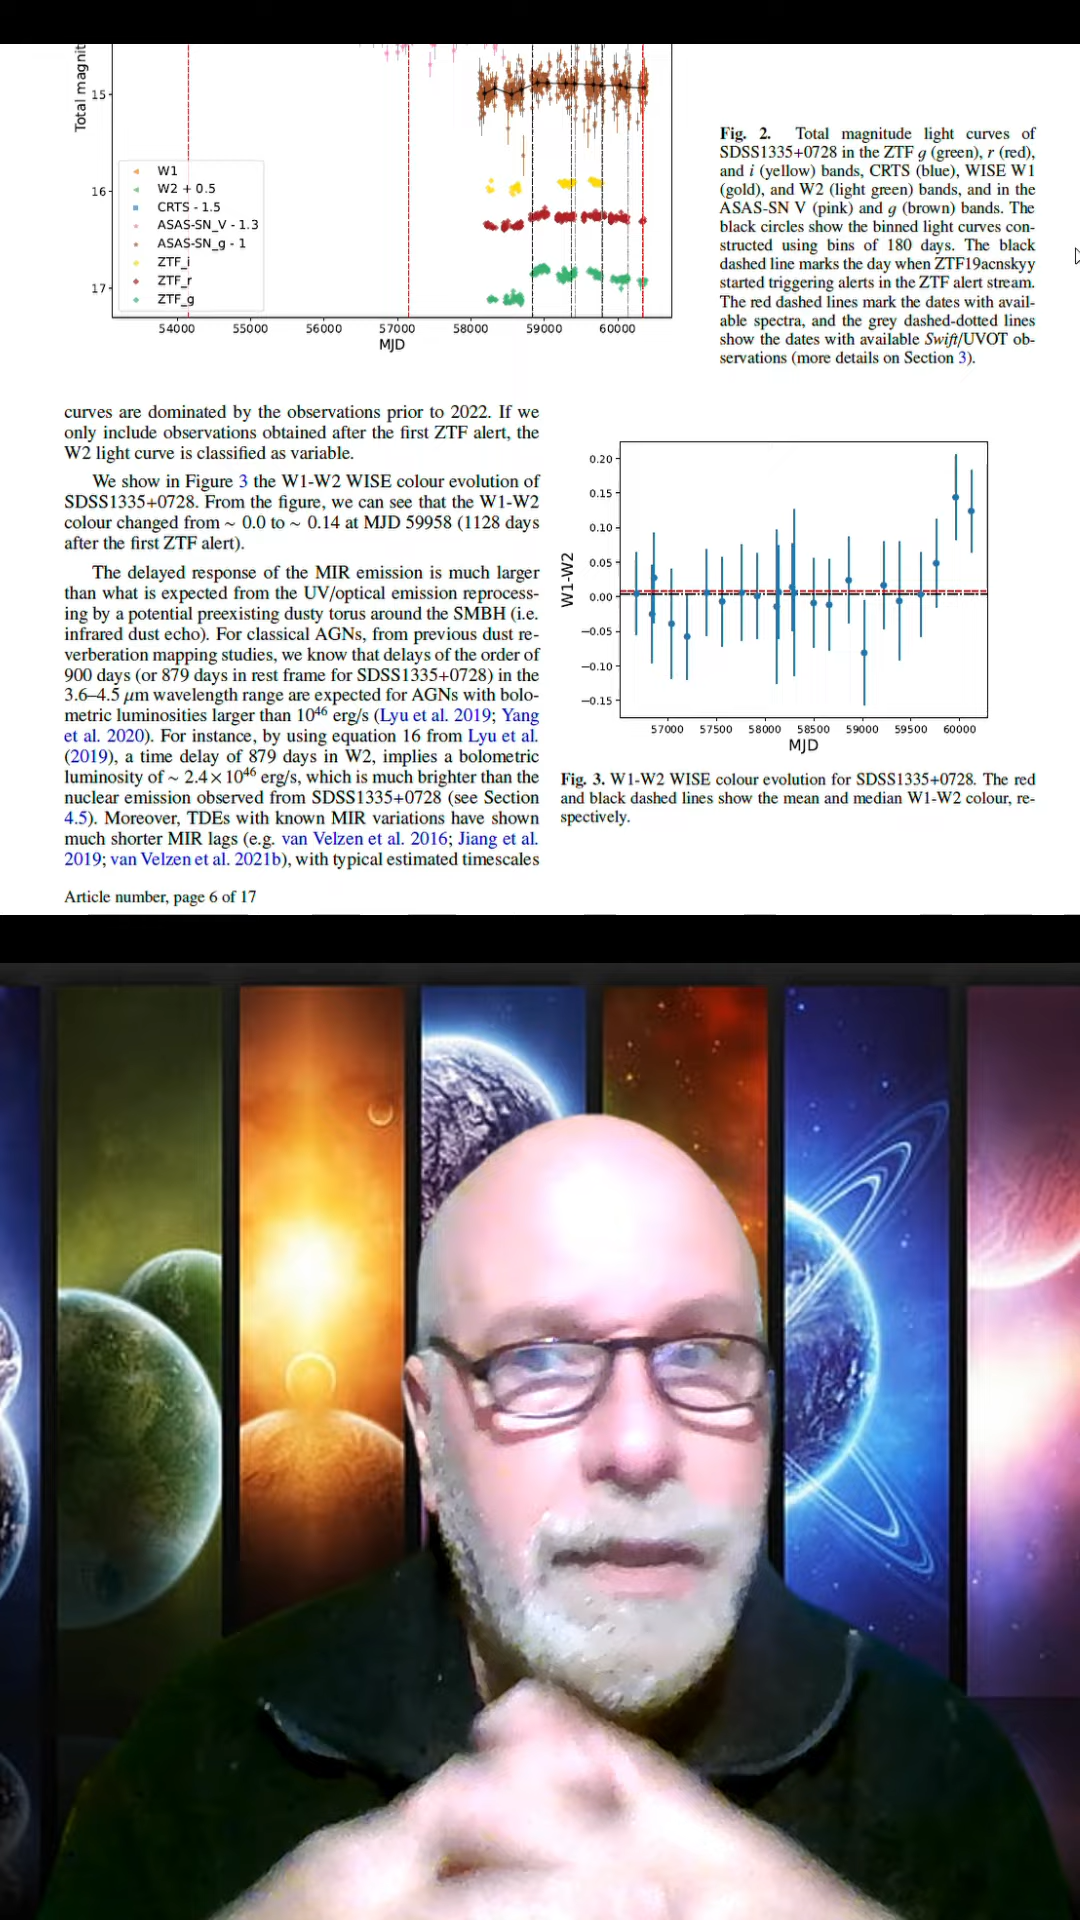 Total magnit
15
16
17
W1
W2 + 0.5
CRTS - 1.5
ASAS-SN_V - 1.3
ASAS-SN_g - 1
ZTF_i
ZTF_r
ZTF_g
54000 55000 56000 57000 58000 59000 60000
MJD
Fig. 2. Total magnitude light curves of
SDSS1335+0728 in the ZTF g (green), r (red),
and i (yellow) bands, CRTS (blue), WISE W1
(gold), and W2 (light green) bands, and in the
ASAS-SN V (pink) and g (brown) bands. The
black circles show the binned light curves con-
structed using bins of 180 days. The black
dashed line marks the day when ZTF19acnskyy
started triggering alerts in the ZTF alert stream.
The red dashed lines mark the dates with avail-
able spectra, and the grey dashed-dotted lines
show the dates with available Swift/UVOT ob-
servations (more details on Section 3).
curves are dominated by the observations prior to 2022. If we
only include observations obtained after the first ZTF alert, the
W2 light curve is classified as variable.
We show in Figure 3 the W1-W2 WISE colour evolution of
SDSS1335+0728. From the figure, we can see that the W1-W2
colour changed from ~ 0.0 to ~ 0.14 at MJD 59958 (1128 days
after the first ZTF alert).
The delayed response of the MIR emission is much larger
than what is expected from the UV/optical emission reprocess-
ing by a potential preexisting dusty torus around the SMBH (i.e.
infrared dust echo). For classical AGNs, from previous dust re-
verberation mapping studies, we know that delays of the order of
900 days (or 879 days in rest frame for SDSS1335+0728) in the
3.6–4.5 μm wavelength range are expected for AGNs with bolo-
metric luminosities larger than 10⁴⁶ erg/s (Lyu et al. 2019; Yang
et al. 2020). For instance, by using equation 16 from Lyu et al.
(2019), a time delay of 879 days in W2, implies a bolometric
luminosity of ~ 2.4 × 10⁴⁶ erg/s, which is much brighter than the
nuclear emission observed from SDSS1335+0728 (see Section
4.5). Moreover, TDEs with known MIR variations have shown
much shorter MIR lags (e.g. van Velzen et al. 2016; Jiang et al.
2019; van Velzen et al. 2021b), with typical estimated timescales
W1-W2
0.20
0.15
0.10
0.05
0.00
−0.05
−0.10
−0.15
57000 57500 58000 58500 59000 59500 60000
MJD
Fig. 3. W1-W2 WISE colour evolution for SDSS1335+0728. The red
and black dashed lines show the mean and median W1-W2 colour, re-
spectively.
Article number, page 6 of 17